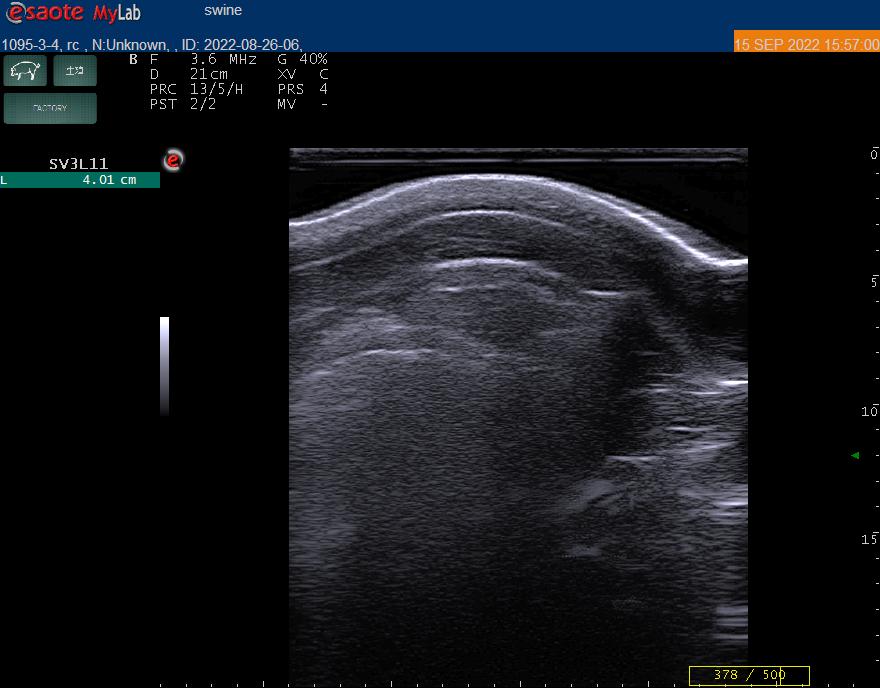 esaote MyLab
swine
1095-3-4, rc , N:Unknown, , ID: 2022-08-26-06,
15 SEP 2022 15:57:00
B F 3.6 MHz G 40%
D 21cm XV C
PRC 13/5/H PRS 4
PST 2/2 MV -
FACTORY
SV3L11
L 4.01 cm
e
0
5
10
15
378 / 500